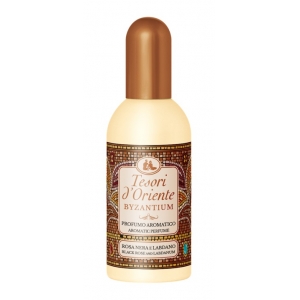 Tesori
d'Oriente
BYZANTIUM
PROFUMO AROMATICO
AROMATIC PERFUME
ROSA NERA E LABDANO
BLACK ROSE AND LABDANUM